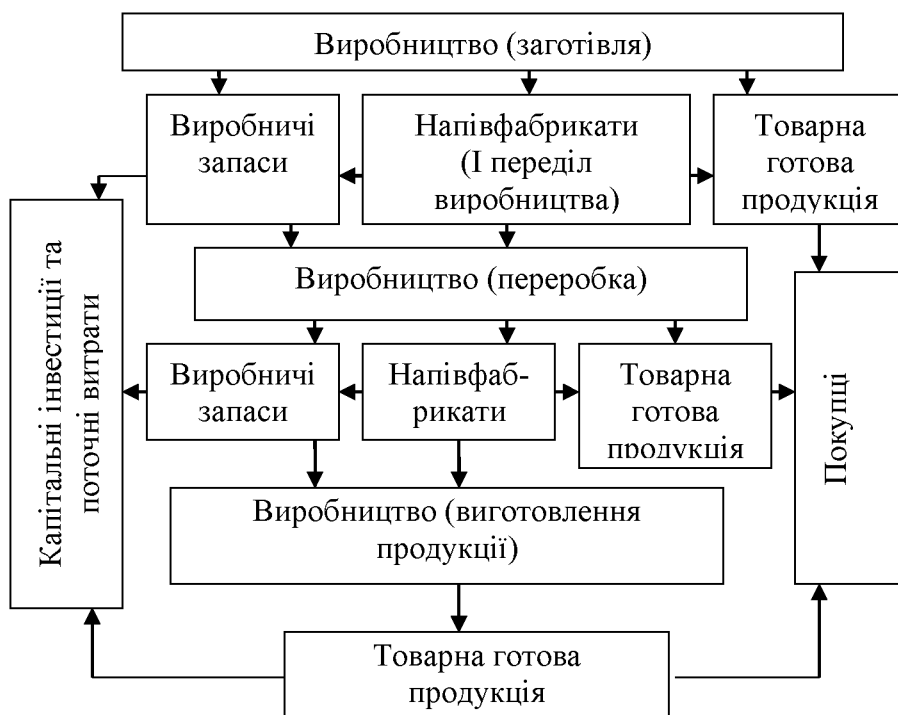 Виробництво (заготівля)
Виробничі
запаси
Напівфабрикати
(І переділ
виробництва)
Товарна
готова
продукція
Капітальні інвестиції та
поточні витрати
Виробництво (переробка)
Покупці
Виробничі
запаси
Напівфаб-
рикати
Товарна
готова
продукція
Виробництво (виготовлення
продукції)
Товарна готова
продукція